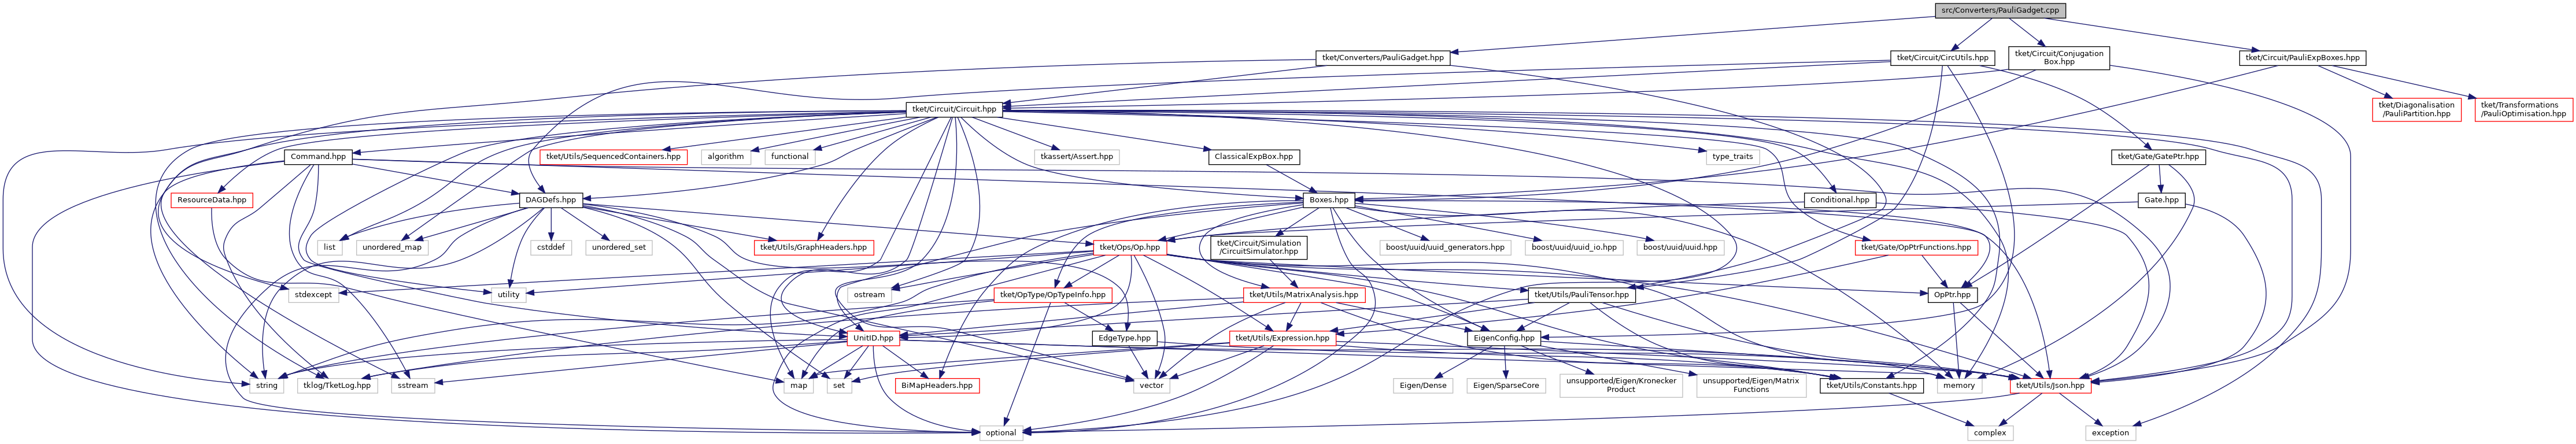 src/Converters/PauliGadget.cpp
tket/Converters/PauliGadget.hpp
tket/Circuit/CircUtils.hpp
tket/Circuit/Conjugation
Box.hpp
tket/Circuit/PauliExpBoxes.hpp
tket/Circuit/Circuit.hpp
tket/Diagonalisation
/PauliPartition.hpp
tket/Transformations
/PauliOptimisation.hpp
Command.hpp
tket/Utils/SequencedContainers.hpp
algorithm
functional
tkassert/Assert.hpp
ClassicalExpBox.hpp
type_traits
tket/Gate/GatePtr.hpp
ResourceData.hpp
DAGDefs.hpp
Boxes.hpp
Conditional.hpp
Gate.hpp
list
unordered_map
cstddef
unordered_set
tket/Utils/GraphHeaders.hpp
tket/Ops/Op.hpp
tket/Circuit/Simulation
/CircuitSimulator.hpp
boost/uuid/uuid_generators.hpp
boost/uuid/uuid_io.hpp
boost/uuid/uuid.hpp
tket/Gate/OpPtrFunctions.hpp
stdexcept
utility
ostream
tket/OpType/OpTypeInfo.hpp
tket/Utils/MatrixAnalysis.hpp
tket/Utils/PauliTensor.hpp
OpPtr.hpp
UnitID.hpp
EdgeType.hpp
tket/Utils/Expression.hpp
EigenConfig.hpp
string
tklog/TketLog.hpp
sstream
map
set
BiMapHeaders.hpp
vector
Eigen/Dense
Eigen/SparseCore
unsupported/Eigen/Kronecker
Product
unsupported/Eigen/Matrix
Functions
tket/Utils/Constants.hpp
memory
tket/Utils/Json.hpp
optional
complex
exception